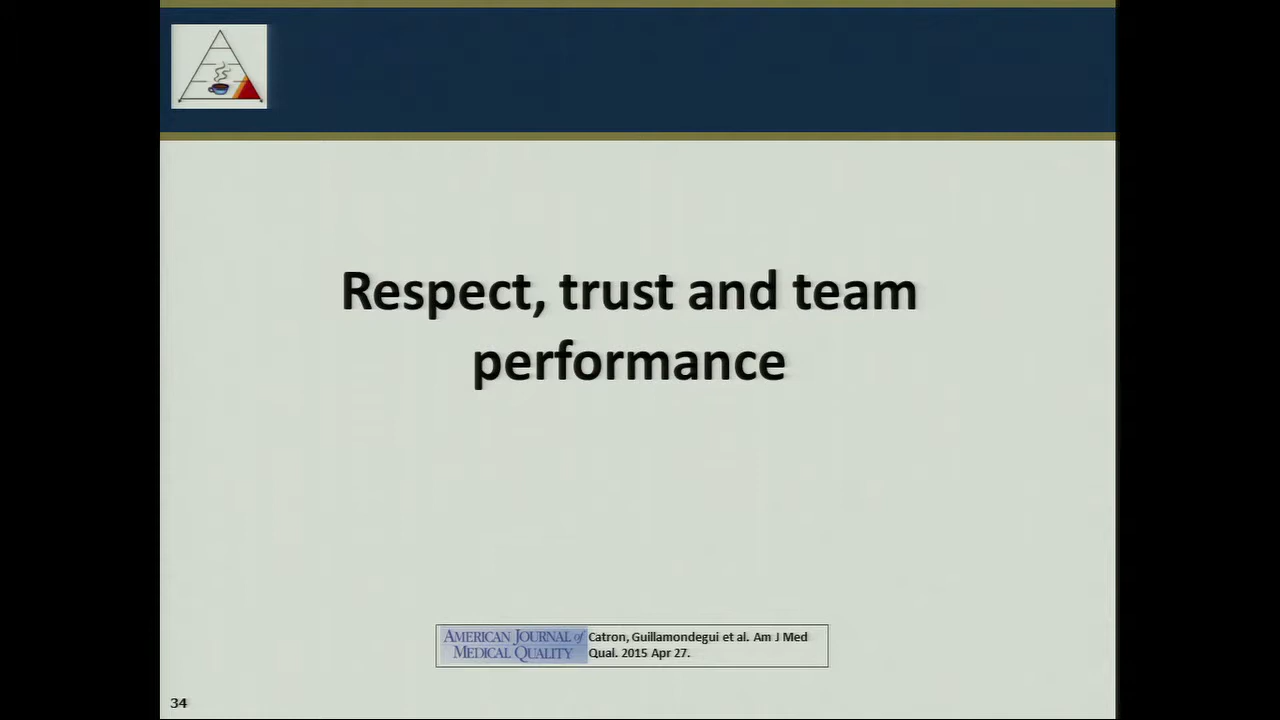 Respect, trust and team
performance
AMERICAN JOURNAL of
MEDICAL QUALITY
Catron, Guillamondegui et al. Am J Med
Qual. 2015 Apr 27.
34